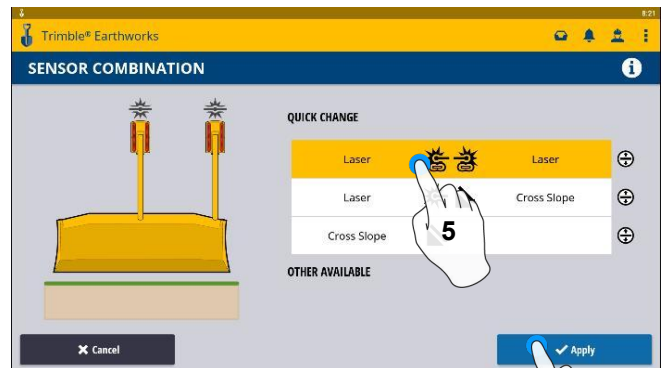 8:21
Trimble® Earthworks
SENSOR COMBINATION
QUICK CHANGE
Laser Laser
Laser Cross Slope
Cross Slope
5
OTHER AVAILABLE
Cancel
Apply